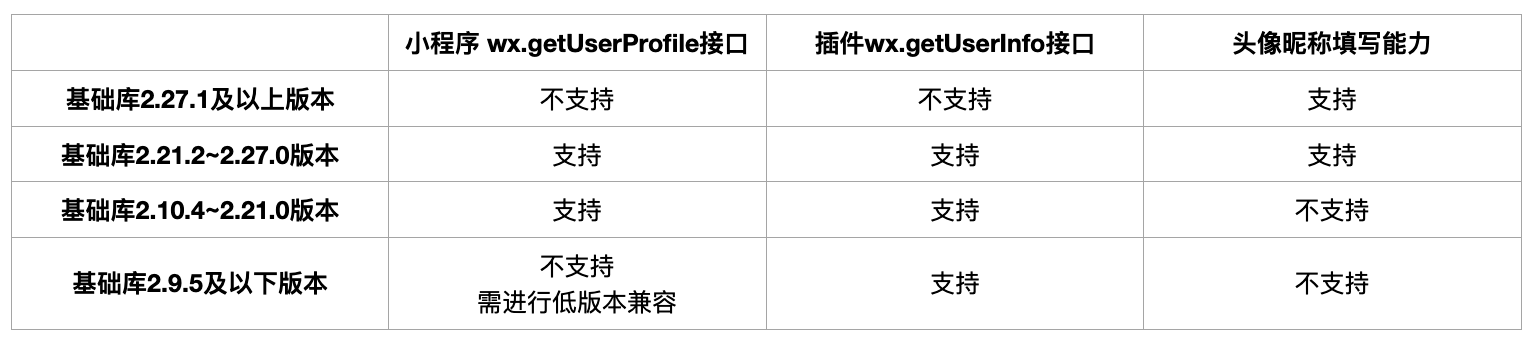 小程序 wx.getUserProfile接口 插件wx.getUserInfo接口 头像昵称填写能力
基础库2.27.1及以上版本 不支持 不支持 支持
基础库2.21.2~2.27.0版本 支持 支持 支持
基础库2.10.4~2.21.0版本 支持 支持 不支持
基础库2.9.5及以下版本 不支持 支持 不支持
需进行低版本兼容